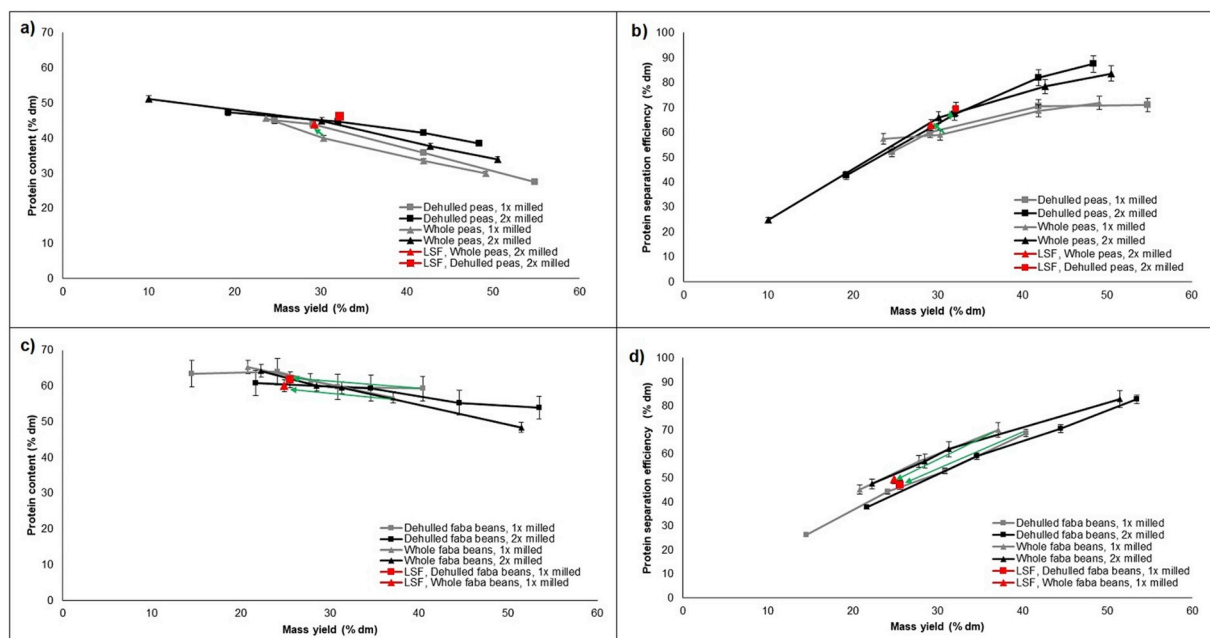 a)
Protein content (% dm)
70
60
50
40
30
20
10
0
Dehulled peas, 1x milled
Dehulled peas, 2x milled
Whole peas, 1x milled
Whole peas, 2x milled
LSF, Whole peas, 2x milled
LSF, Dehulled peas, 2x milled
0 10 20 30 40 50 60
Mass yield (% dm)
b)
Protein separation efficiency (% dm)
100
90
80
70
60
50
40
30
20
10
0
Dehulled peas, 1x milled
Dehulled peas, 2x milled
Whole peas, 1x milled
Whole peas, 2x milled
LSF, Whole peas, 2x milled
LSF, Dehulled peas, 2x milled
0 10 20 30 40 50 60
Mass yield (% dm)
c)
Protein content (% dm)
70
60
50
40
30
20
10
0
Dehulled faba beans, 1x milled
Dehulled faba beans, 2x milled
Whole faba beans, 1x milled
Whole faba beans, 2x milled
LSF, Dehulled faba beans, 1x milled
LSF, Whole faba beans, 1x milled
0 10 20 30 40 50 60
Mass yield (% dm)
d)
Protein separation efficiency (% dm)
100
90
80
70
60
50
40
30
20
10
0
Dehulled faba beans, 1x milled
Dehulled faba beans, 2x milled
Whole faba beans, 1x milled
Whole faba beans, 2x milled
LSF, Dehulled faba beans, 1x milled
LSF, Whole faba beans, 1x milled
0 10 20 30 40 50 60
Mass yield (% dm)